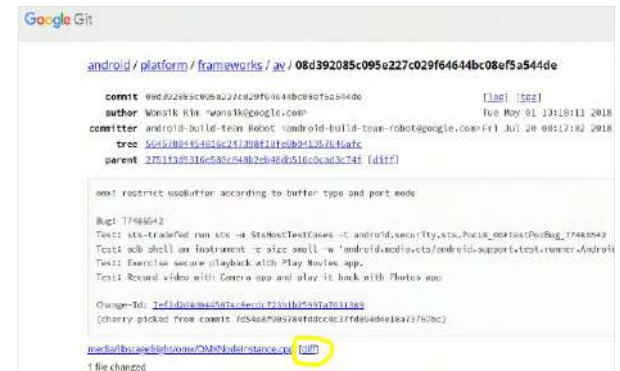 Google Git
android / platform / frameworks / av / 08d392085c095e227c029f64644bc08ef5a544de
commit 08d392085c095e227c029f64644bc08ef5a544de [log] [tgz]
author Wonsik Kim <wonsik@google.com> Tue May 01 13:18:11 2018
committer android-build-team Robot <android-build-team-robot@google.com> Fri Jul 20 00:17:02 2018
tree
parent [diff]
omx: restrict useBuffer according to buffer type and port mode
Bug: 77486542
Test: sts-tradefed run sts -m StsHostTestCases -t android.security.sts.
Test: adb shell am instrument -e size small -w 'android.media.cts/android.support.test.runner.Android
Test: Exercise secure playback with Play Movies app.
Test: Record video with Camera app and play it back with Photos app
Change-Id:
(cherry picked from commit
media/libstagefright/omx/OMXNodeInstance.cpp [diff]
1 file changed